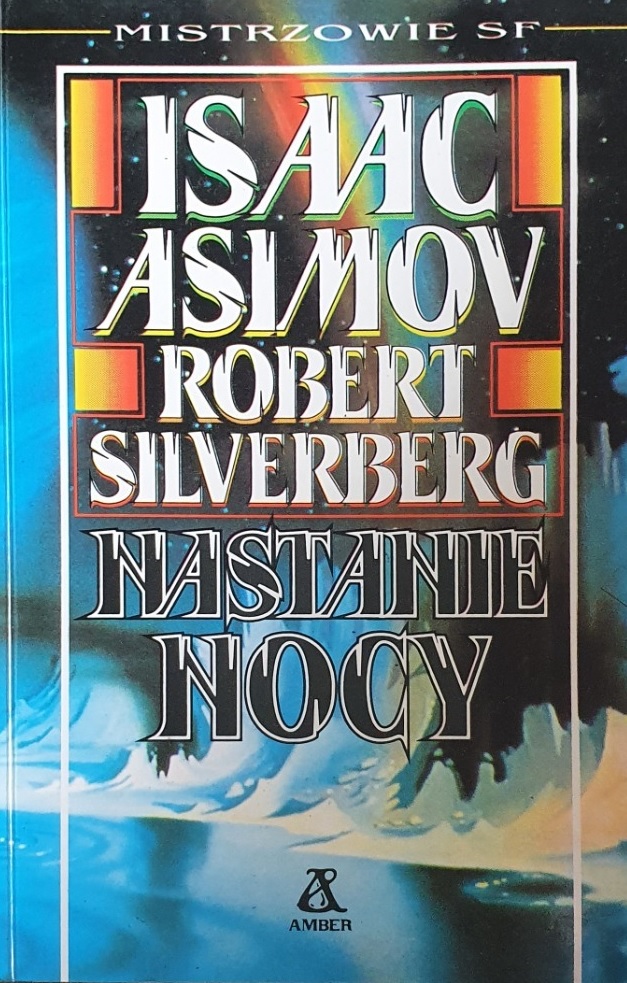 MISTRZOWIE SF
ISAAC
ASIMOV
ROBERT
SILVERBERG
NASTANIE
NOCY
AMBER